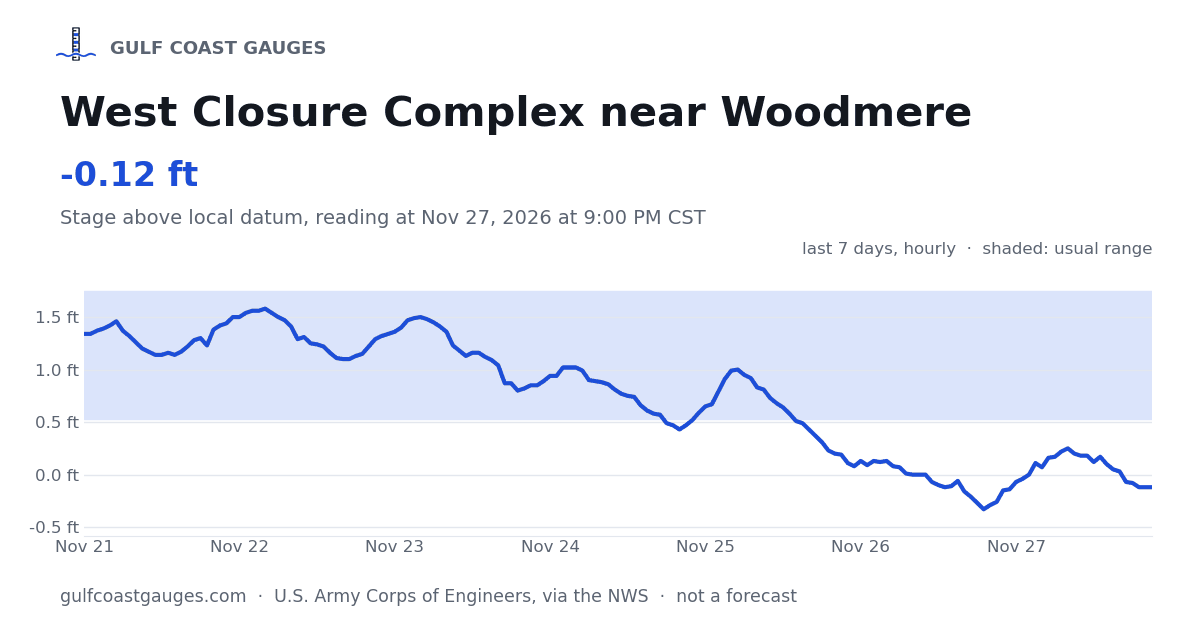 GULF COAST GAUGES
West Closure Complex near Woodmere
-0.12 ft
Stage above local datum, reading at Nov 27, 2026 at 9:00 PM CST
last 7 days, hourly · shaded: usual range
1.5 ft
1.0 ft
0.5 ft
0.0 ft
-0.5 ft
Nov 21 Nov 22 Nov 23 Nov 24 Nov 25 Nov 26 Nov 27
gulfcoastgauges.com · U.S. Army Corps of Engineers, via the NWS · not a forecast